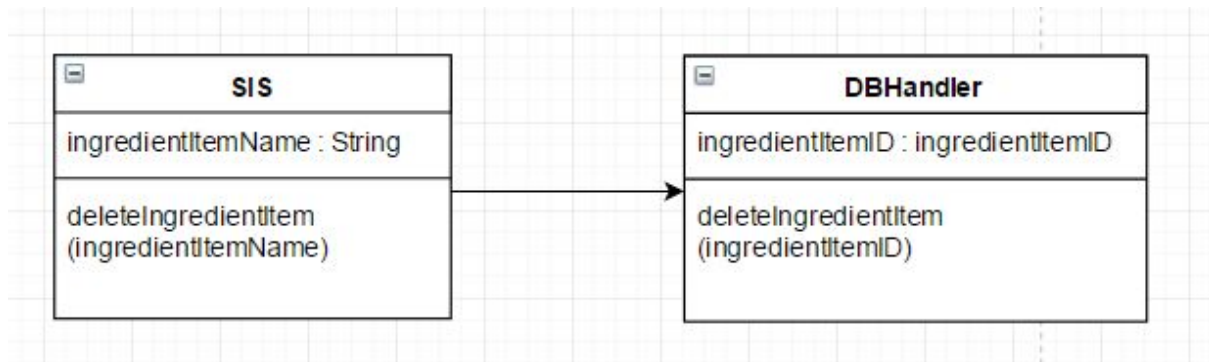 SIS
ingredientItemName : String
deleteIngredientItem
(ingredientItemName)
DBHandler
ingredientItemID : ingredientItemID
deleteIngredientItem
(ingredientItemID)